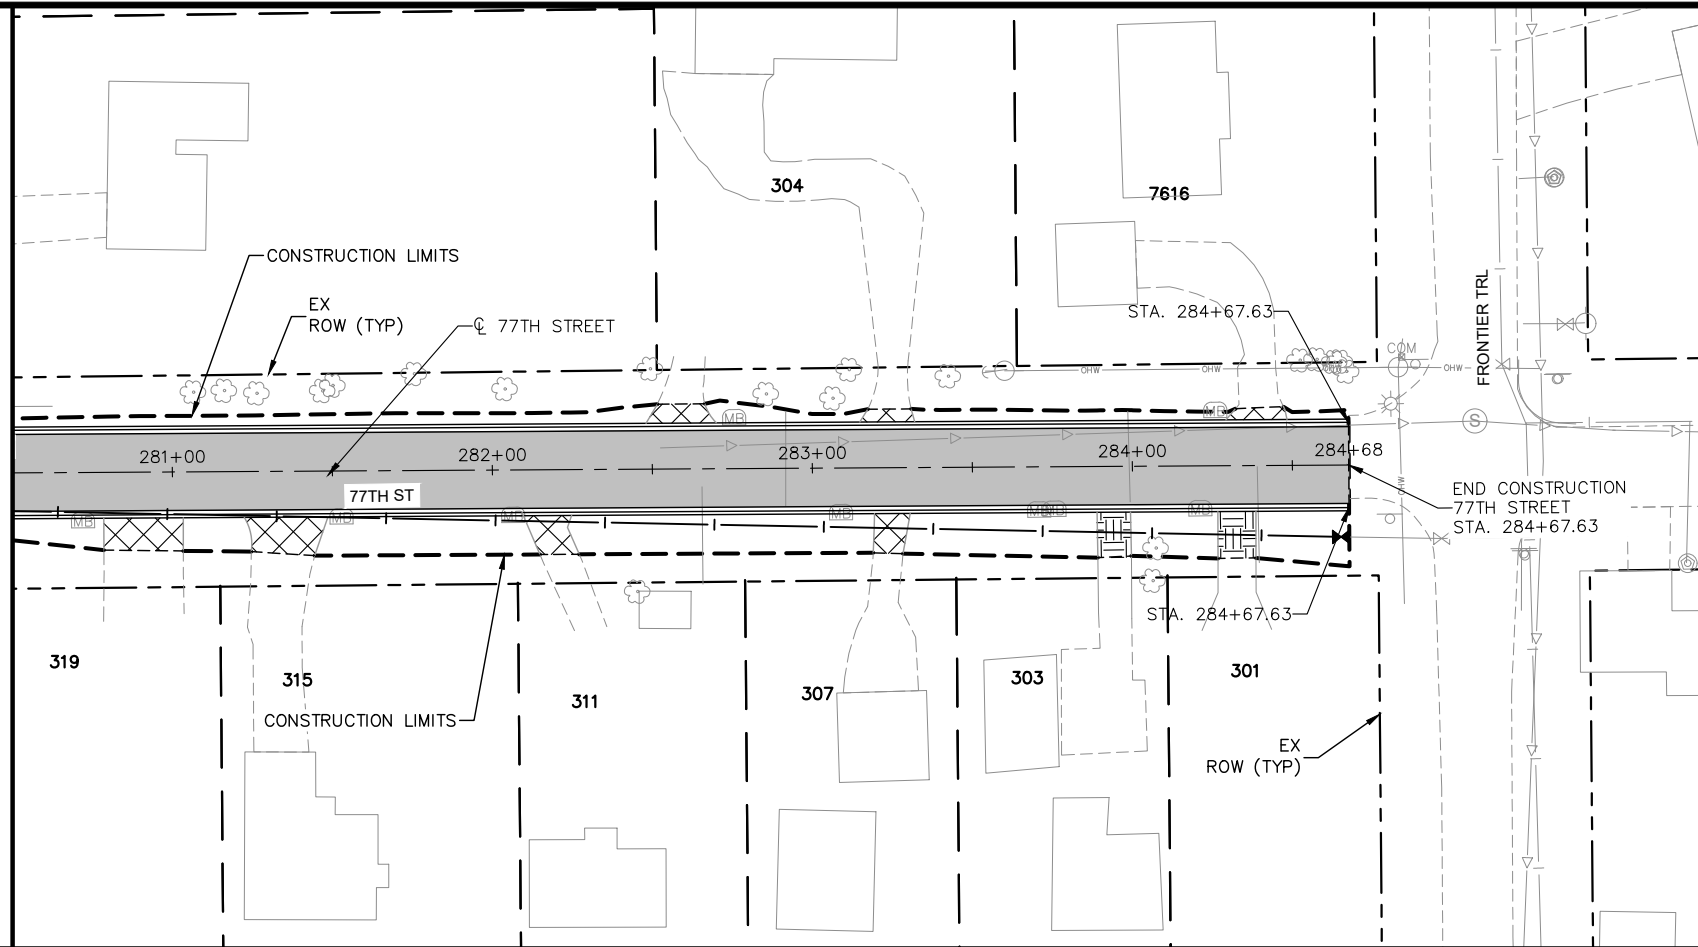 304
7616
CONSTRUCTION LIMITS
EX
ROW (TYP)
℄ 77TH STREET
STA. 284+67.63
FRONTIER TRL
COM
OHW
OHW
OHW
OHW
MB
MB
S
281+00
282+00
283+00
284+00
284+68
77TH ST
END CONSTRUCTION
77TH STREET
STA. 284+67.63
OHW
MB
MB
MB
MB
MB
MB
MB
STA. 284+67.63
319
315
311
307
303
301
CONSTRUCTION LIMITS
EX
ROW (TYP)